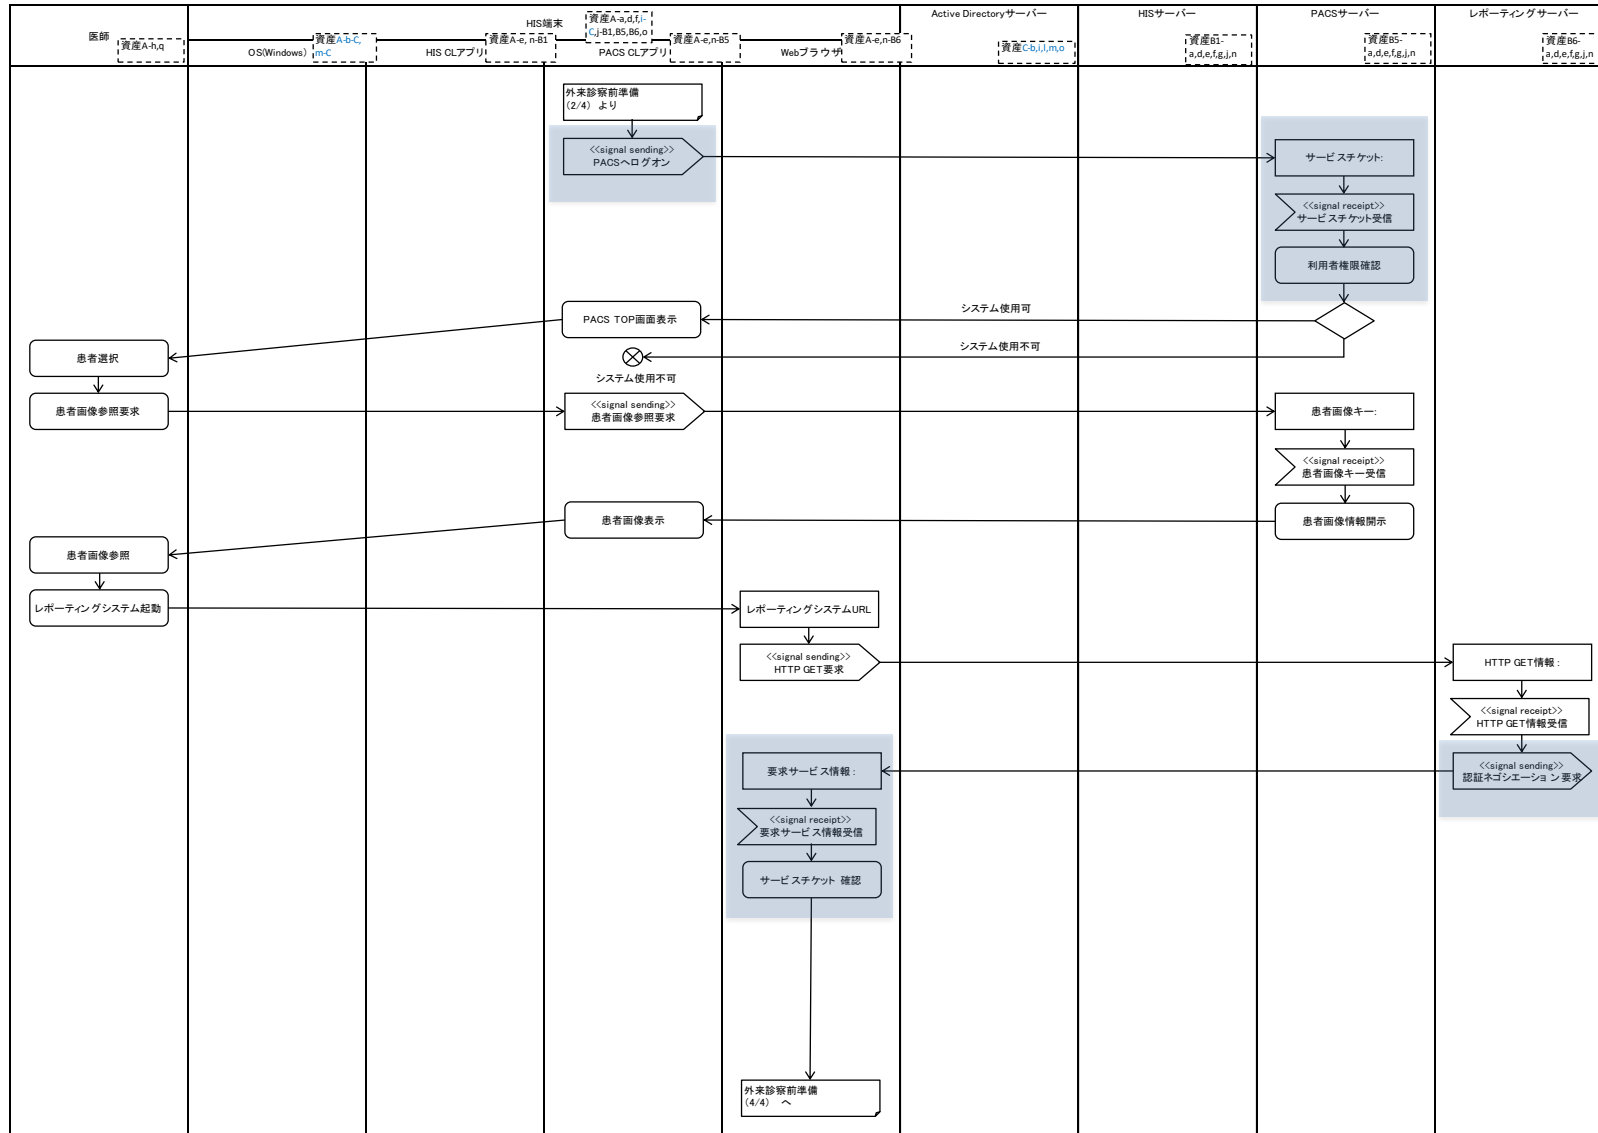 医師
資産A-h,q
HIS端末
資産A-a,d,f,i-
C,j-B1,B5,B6,o
OS(Windows)
資産A-b-C,
m-C
HIS CLアプリ
資産A-e, n-B1
PACS CLアプリ
資産A-e,n-B5
Webブラウザ
資産A-e,n-B6
Active Directoryサーバー
資産C-b,i,l,m,o
HISサーバー
資産B1-
a,d,e,f,g,j,n
PACSサーバー
資産B5-
a,d,e,f,g,j,n
レポーティングサーバー
資産B6-
a,d,e,f,g,j,n
外来診察前準備
(2/4) より
<<signal sending>>
PACSへログオン
サービスチケット:
<<signal receipt>>
サービスチケット受信
利用者権限確認
システム使用可
PACS TOP画面表示
システム使用不可
患者選択
システム使用不可
患者画像参照要求
<<signal sending>>
患者画像参照要求
患者画像キー:
<<signal receipt>>
患者画像キー受信
患者画像表示
患者画像情報開示
患者画像参照
レポーティングシステム起動
レポーティングシステムURL
<<signal sending>>
HTTP GET要求
HTTP GET情報:
<<signal receipt>>
HTTP GET情報受信
要求サービス情報:
<<signal sending>>
認証ネゴシエーション要求
<<signal receipt>>
要求サービス情報受信
サービスチケット 確認
外来診察前準備
(4/4) へ